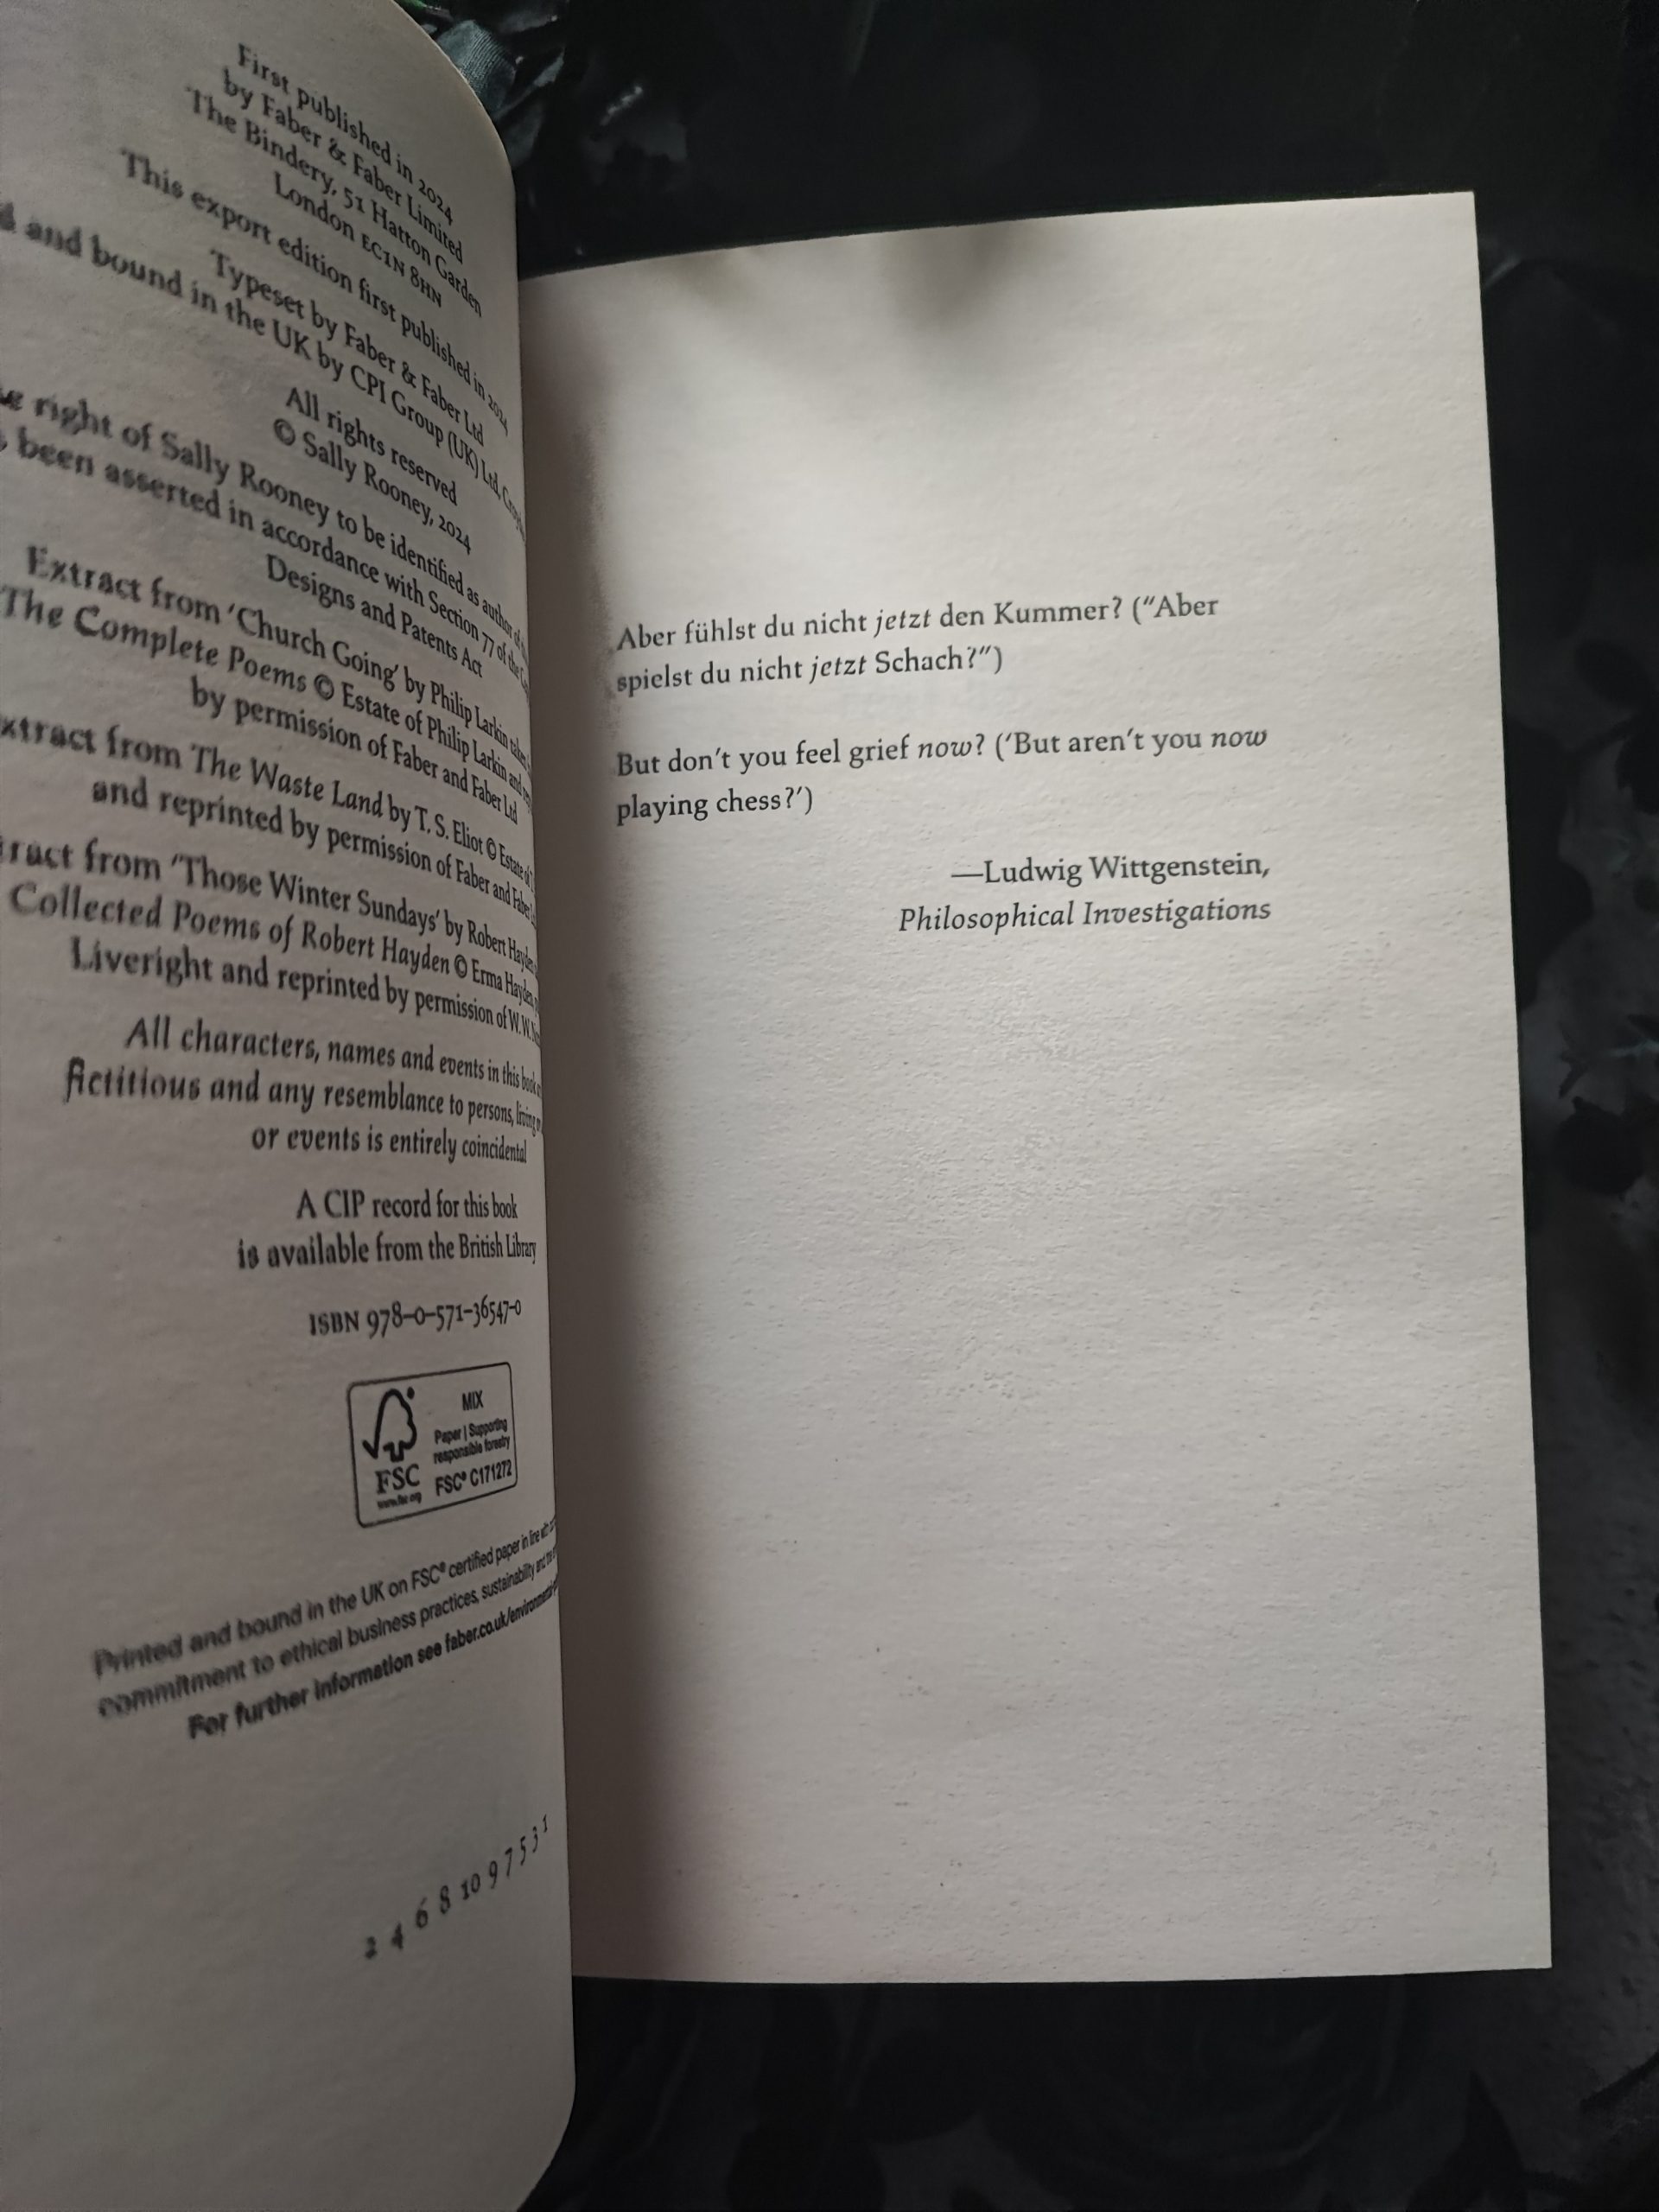 First published in 2024
by Faber & Faber Limited
The Bindery, 51 Hatton Garden
London EC1N 8HN
This export edition first published in 2024
Typeset by Faber & Faber Ltd
and bound in the UK by CPI Group (UK) Ltd,
All rights reserved
© Sally Rooney, 2024
right of Sally Rooney to be identified as author of
been asserted in accordance with Section 77 of the
Designs and Patents Act
Extract from ‘Church Going’ by Philip Larkin
The Complete Poems © Estate of Philip Larkin and
by permission of Faber and Faber Ltd
from The Waste Land by T. S. Eliot © Estate of
and reprinted by permission of Faber and Faber
from ‘Those Winter Sundays’ by Robert Hayden
Collected Poems of Robert Hayden © Erma Hayden,
Liveright and reprinted by permission of W. W.
All characters, names and events in this book
fictitious and any resemblance to persons, living
or events is entirely coincidental
A CIP record for this book
is available from the British Library
ISBN 978–0–571–36547–0
MIX
Paper | Supporting
responsible forestry
FSC
www.fsc.org
FSC® C171272
Printed and bound in the UK on FSC® certified paper in line with
commitment to ethical business practices, sustainability and the
For further information see faber.co.uk/environmental
2 4 6 8 10 9 7 5 3 1
Aber fühlst du nicht jetzt den Kummer? (“Aber
spielst du nicht jetzt Schach?”)
But don’t you feel grief now? (‘But aren’t you now
playing chess?’)
—Ludwig Wittgenstein,
Philosophical Investigations